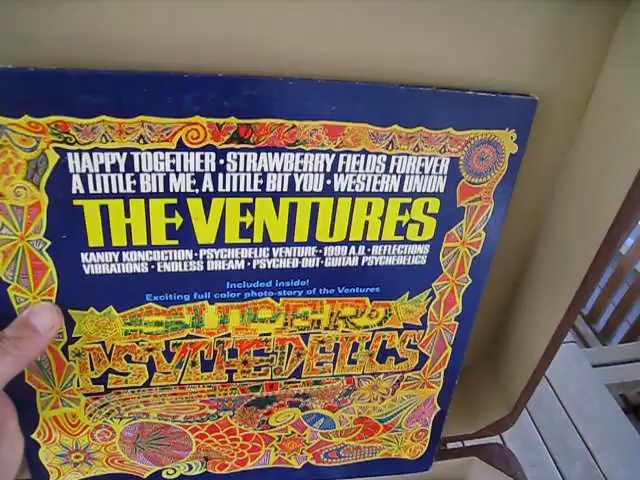 HAPPY TOGETHER • STRAWBERRY FIELDS FOREVER
A LITTLE BIT ME, A LITTLE BIT YOU • WESTERN UNION
THE VENTURES
KANDY KONCOCTION • PSYCHEDELIC VENTURE • 1999 A.D. • REFLECTIONS
VIBRATIONS • ENDLESS DREAM • PSYCHED-OUT • GUITAR PSYCHEDELICS
Included inside!
Exciting full color photo-story of the Ventures
PSYCHEDELICS